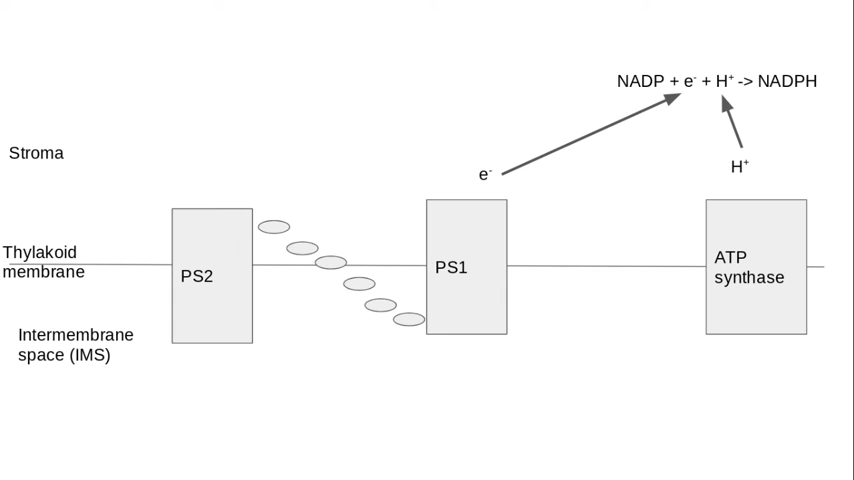 NADP + e⁻ + H⁺ -> NADPH
Stroma
e⁻
H⁺
Thylakoid
membrane
PS2
PS1
ATP
synthase
Intermembrane
space (IMS)